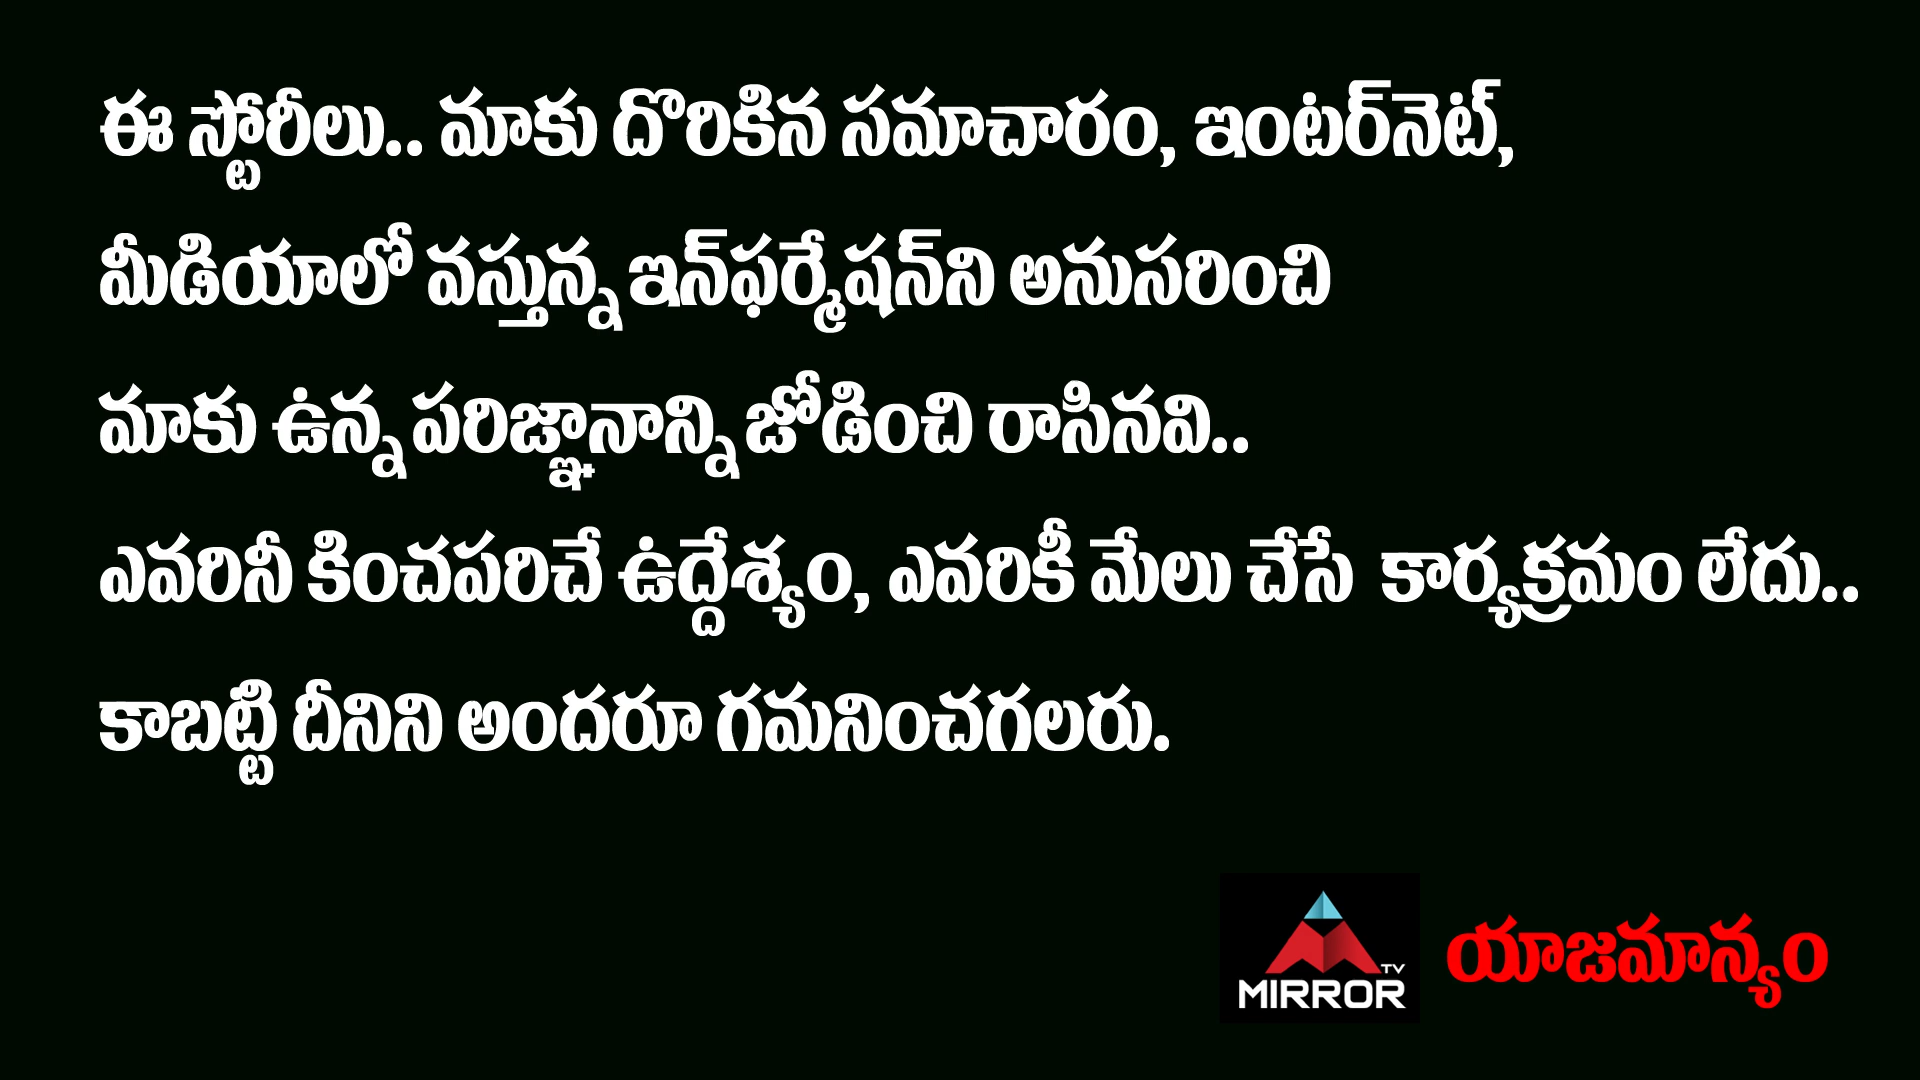 ఈ స్టోరీలు.. మాకు దొరికిన సమాచారం, ఇంటర్‌నెట్,
మీడియాలో వస్తున్న ఇన్‌ఫర్మేషన్‌ని అనుసరించి
మాకు ఉన్న పరిజ్ఞానాన్ని జోడించి రాసినవి..
ఎవరినీ కించపరిచే ఉద్దేశ్యం, ఎవరికీ మేలు చేసే కార్యక్రమం లేదు..
కాబట్టి దీనిని అందరూ గమనించగలరు.
MIRROR TV యాజమాన్యం